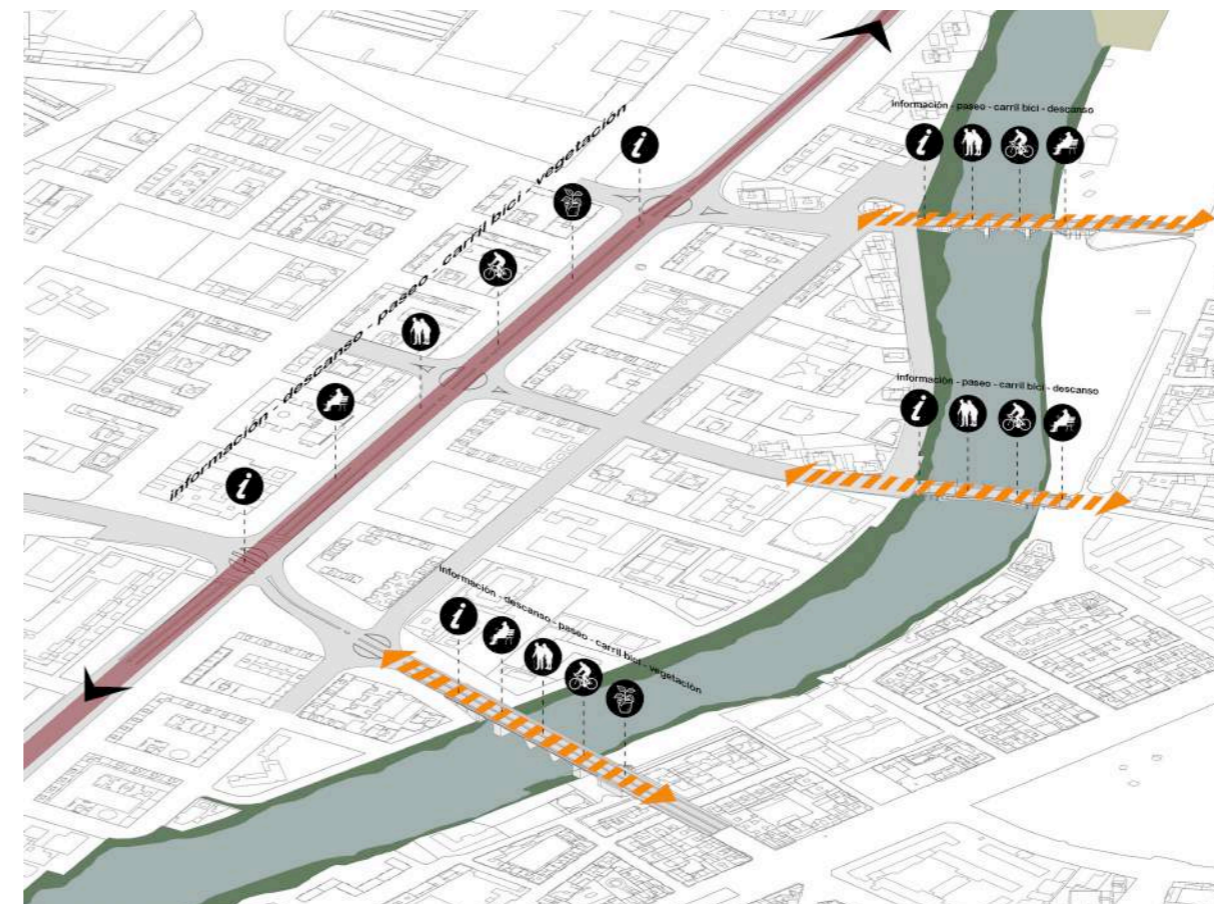 información - paseo - carril bici - descanso
información - descanso - paseo - carril bici - vegetación
información - paseo - carril bici - descanso
información - descanso - paseo - carril bici - vegetación